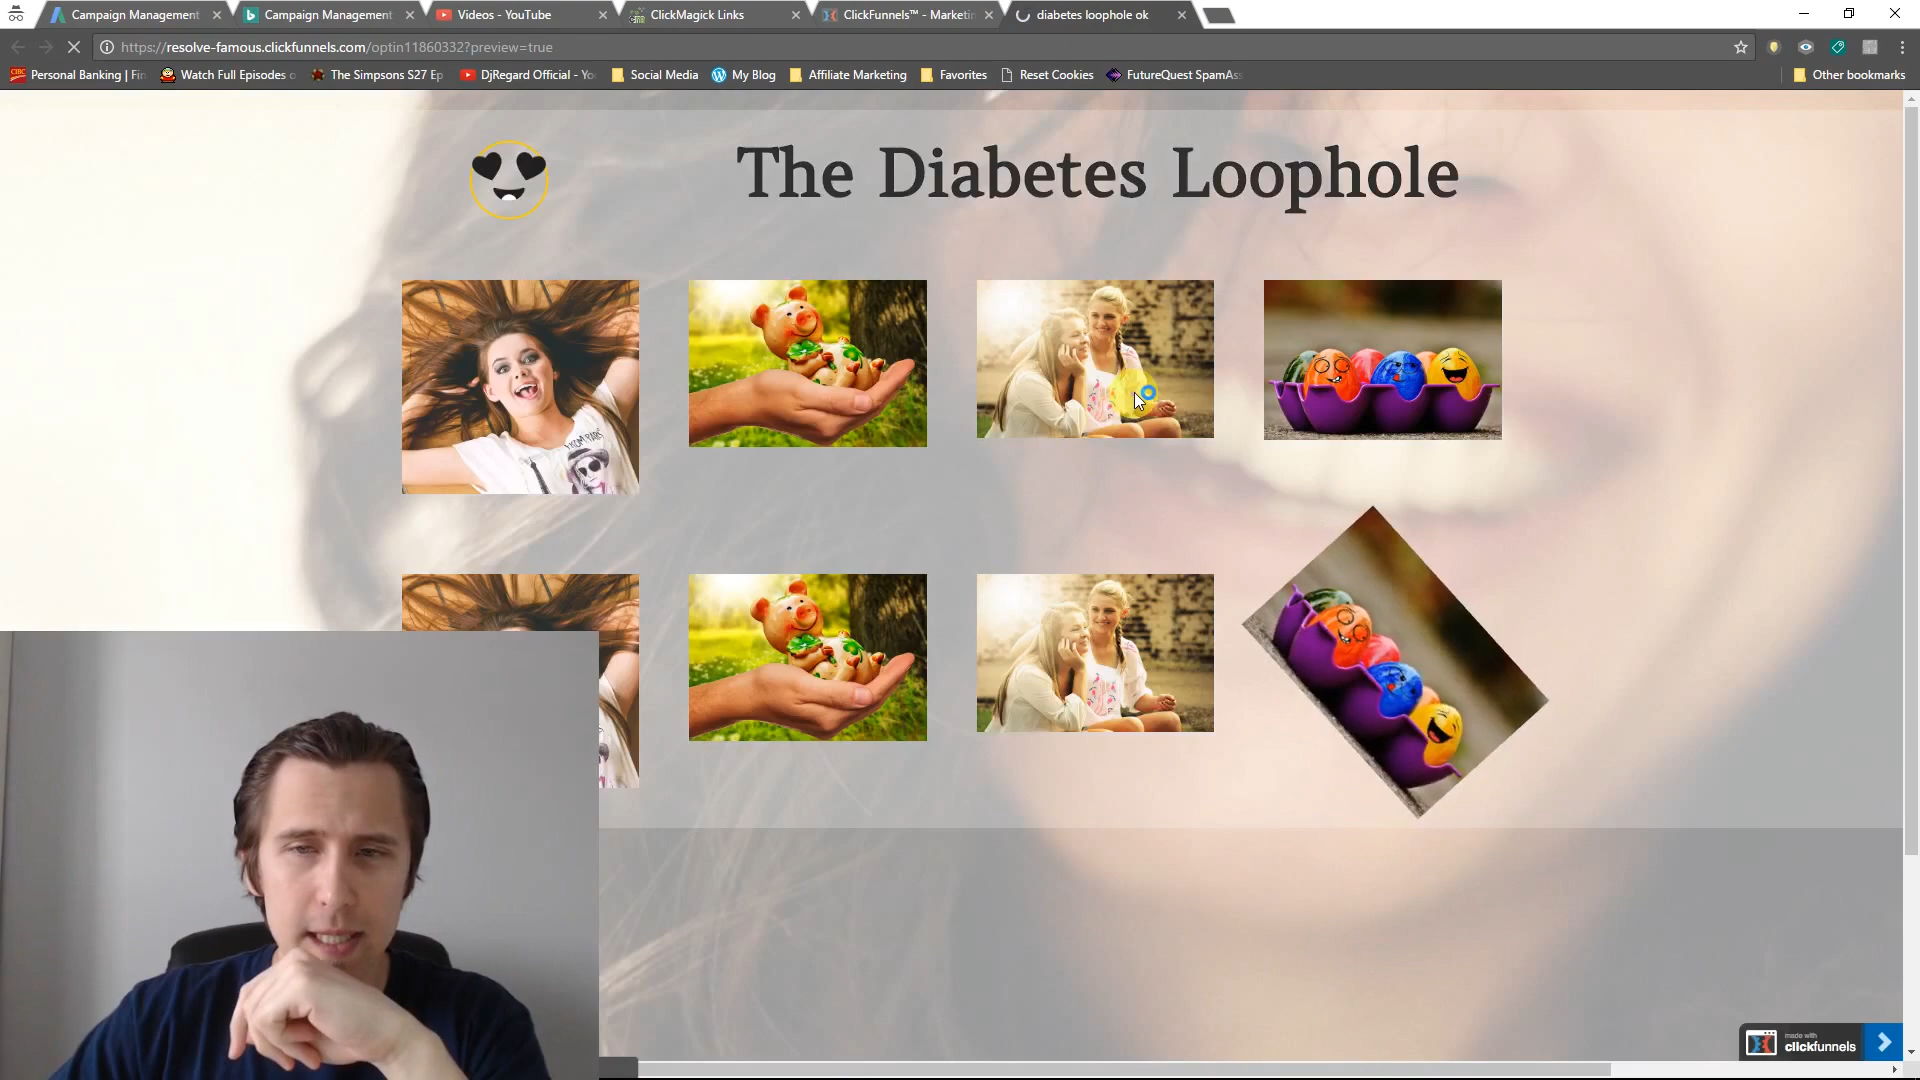 Campaign Management
Campaign Management
Videos - YouTube
ClickMagick Links
ClickFunnels™ - Marketin
diabetes loophole ok
https://resolve-famous.clickfunnels.com/optin11860332?preview=true
CIBC Personal Banking | Fin
Watch Full Episodes o
The Simpsons S27 Ep
DjRegard Official - Yo
Social Media
My Blog
Affiliate Marketing
Favorites
Reset Cookies
FutureQuest SpamAss
Other bookmarks
The Diabetes Loophole
made with
clickfunnels